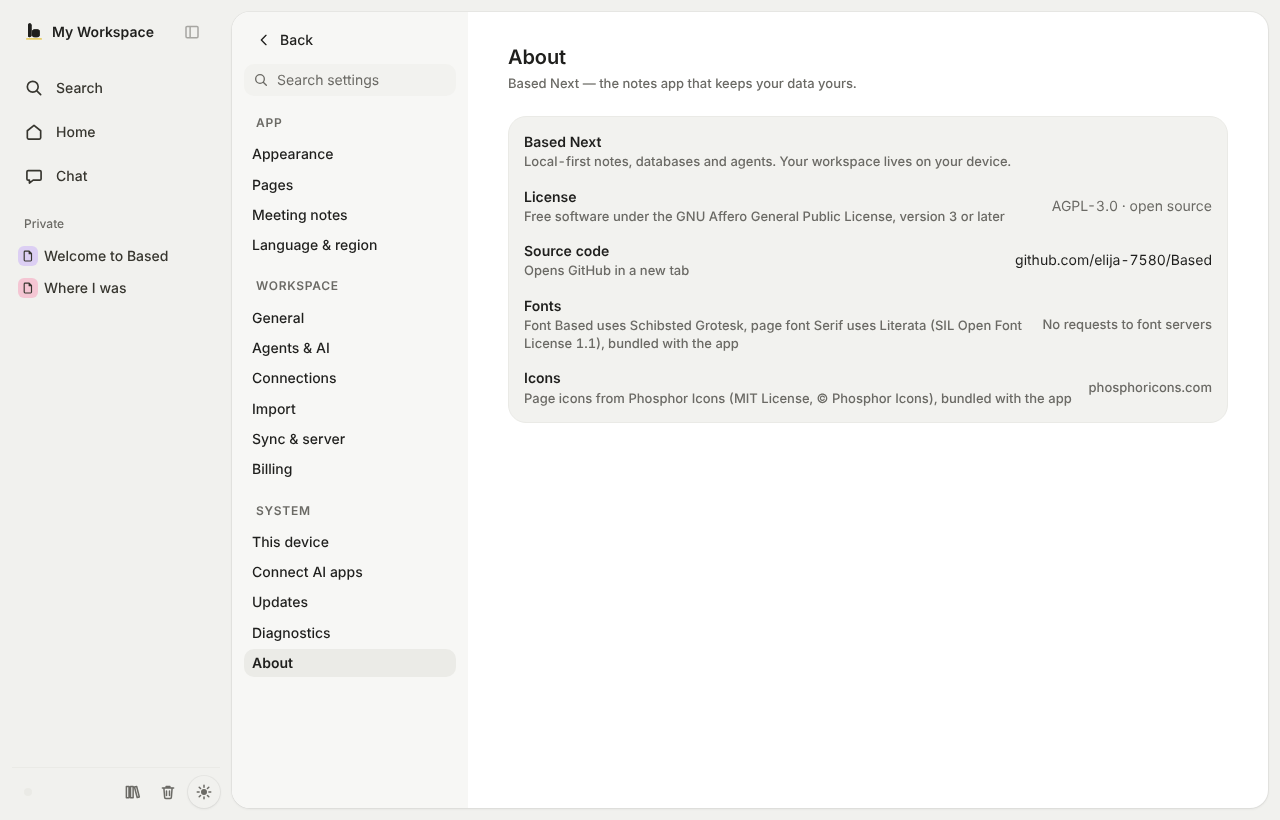 My Workspace
Search
Home
Chat
Private
Welcome to Based
Where I was
Back
Search settings
APP
Appearance
Pages
Meeting notes
Language & region
WORKSPACE
General
Agents & AI
Connections
Import
Sync & server
Billing
SYSTEM
This device
Connect AI apps
Updates
Diagnostics
About
About
Based Next — the notes app that keeps your data yours.
Based Next
Local-first notes, databases and agents. Your workspace lives on your device.
License
Free software under the GNU Affero General Public License, version 3 or later
AGPL-3.0 · open source
Source code
Opens GitHub in a new tab
github.com/elija-7580/Based
Fonts
Font Based uses Schibsted Grotesk, page font Serif uses Literata (SIL Open Font
License 1.1), bundled with the app
No requests to font servers
Icons
Page icons from Phosphor Icons (MIT License, © Phosphor Icons), bundled with the app
phosphoricons.com